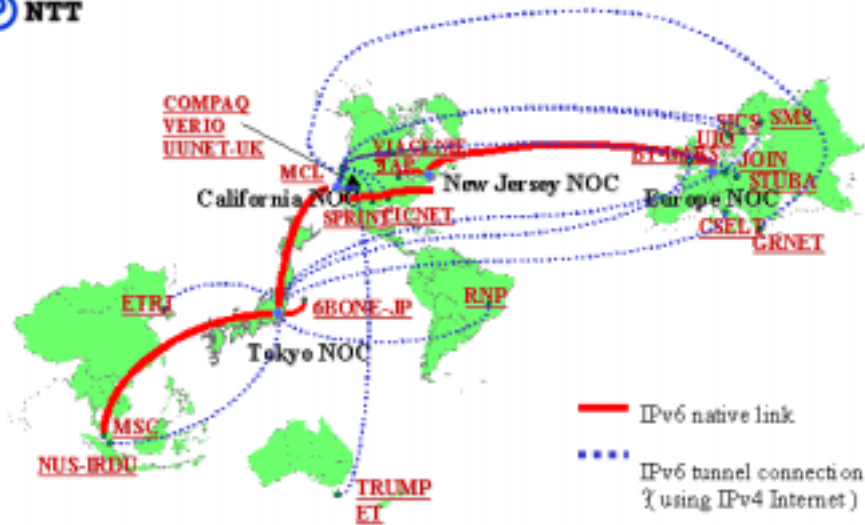 NTT
COMPAQ
VERIO
UUNET-UK
MCL
California NOC
SPRINT
CICNET
New Jersey NOC
SICS
SMS
JOIN
STUBA
Europe NOC
CSELT
GRNET
ETRI
6BONE-JP
RNP
Tokyo NOC
MSC
NUS-IRDU
TRUMP
ET
IPv6 native link
IPv6 tunnel connection
(using IPv4 Internet)